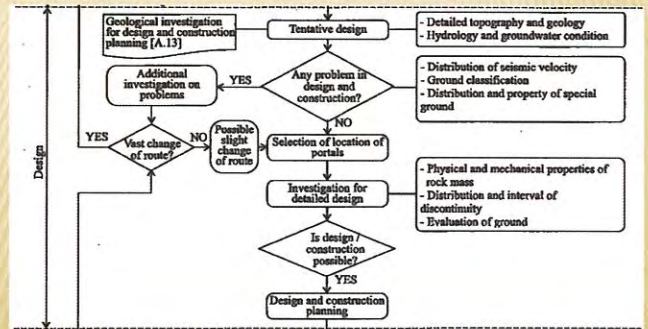 Geological investigation
for design and construction
planning [A.13]
Tentative design
- Detailed topography and geology
- Hydrology and groundwater condition
Additional
investigation on
problems
YES
Any problem in
design and
construction?
- Distribution of seismic velocity
- Ground classification
- Distribution and property of special
ground
NO
YES
Vast change
of route?
NO
Possible
slight
change
of route
Selection of location of
portals
Design
Investigation for
detailed design
- Physical and mechanical properties of
rock mass
- Distribution and interval of
discontinuity
- Evaluation of ground
Is design /
construction
possible?
YES
Design and construction
planning